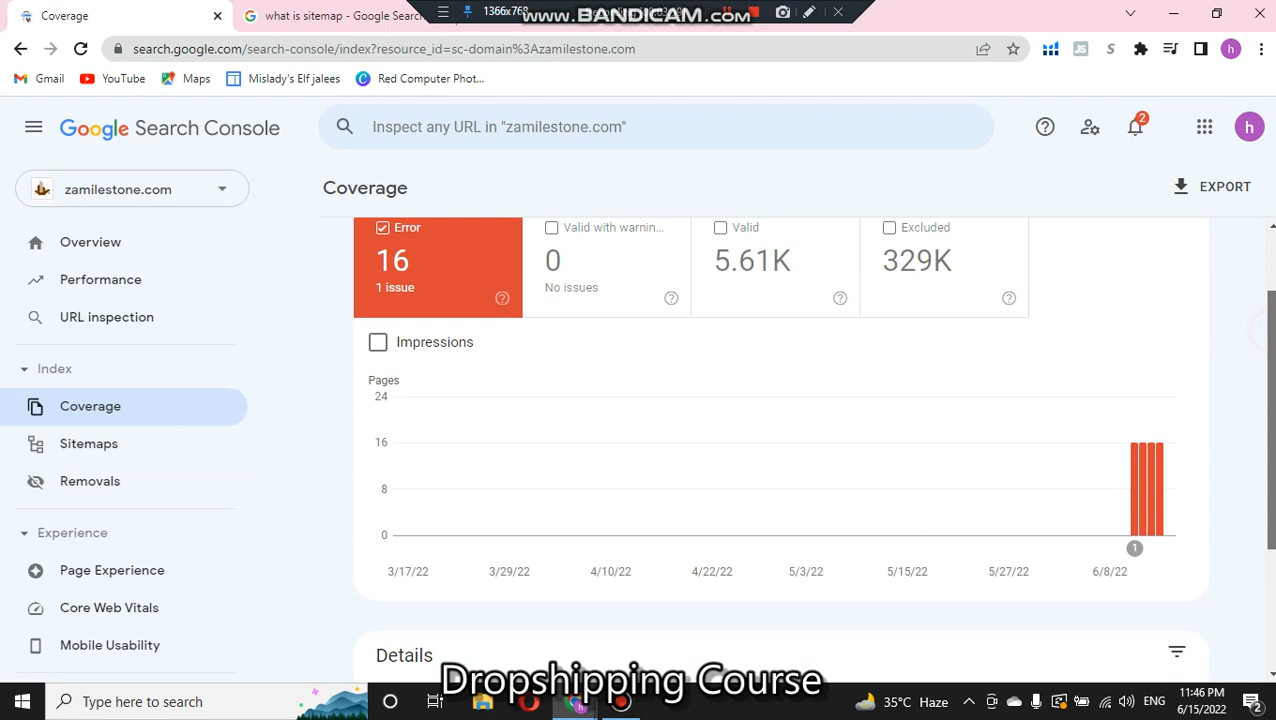 Coverage
what is sitemap - Google Sear
1366x768
www.BANDICAM.com
search.google.com/search-console/index?resource_id=sc-domain%3Azamilestone.com
JS
S
h
Gmail
YouTube
Maps
Mislady's Elf jalees
Red Computer Phot...
Google Search Console
Inspect any URL in "zamilestone.com"
2
h
zamilestone.com
Coverage
EXPORT
Overview
Performance
URL inspection
Index
Coverage
Sitemaps
Removals
Experience
Page Experience
Core Web Vitals
Mobile Usability
Error
16
1 issue
Valid with warnin...
0
No issues
Valid
5.61K
Excluded
329K
Impressions
Pages
24
16
8
0
1
3/17/22 3/29/22 4/10/22 4/22/22 5/3/22 5/15/22 5/27/22 6/8/22
Details
Dropshipping Course
Type here to search
h
35°C Haze
ENG
11:46 PM
6/15/2022
2